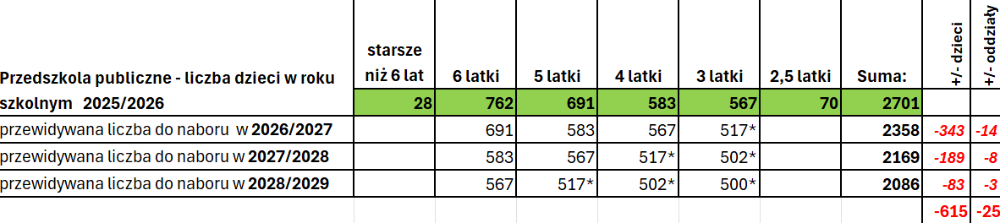 Przedszkola publiczne - liczba dzieci w roku szkolnym 2025/2026 starsze niż 6 lat 6 latki 5 latki 4 latki 3 latki 2,5 latki Suma: +/- dzieci +/- oddziały
28 762 691 583 567 70 2701
przewidywana liczba do naboru w 2026/2027 691 583 567 517* 2358 -343 -14
przewidywana liczba do naboru w 2027/2028 583 567 517* 502* 2169 -189 -8
przewidywana liczba do naboru w 2028/2029 567 517* 502* 500* 2086 -83 -3
-615 -25